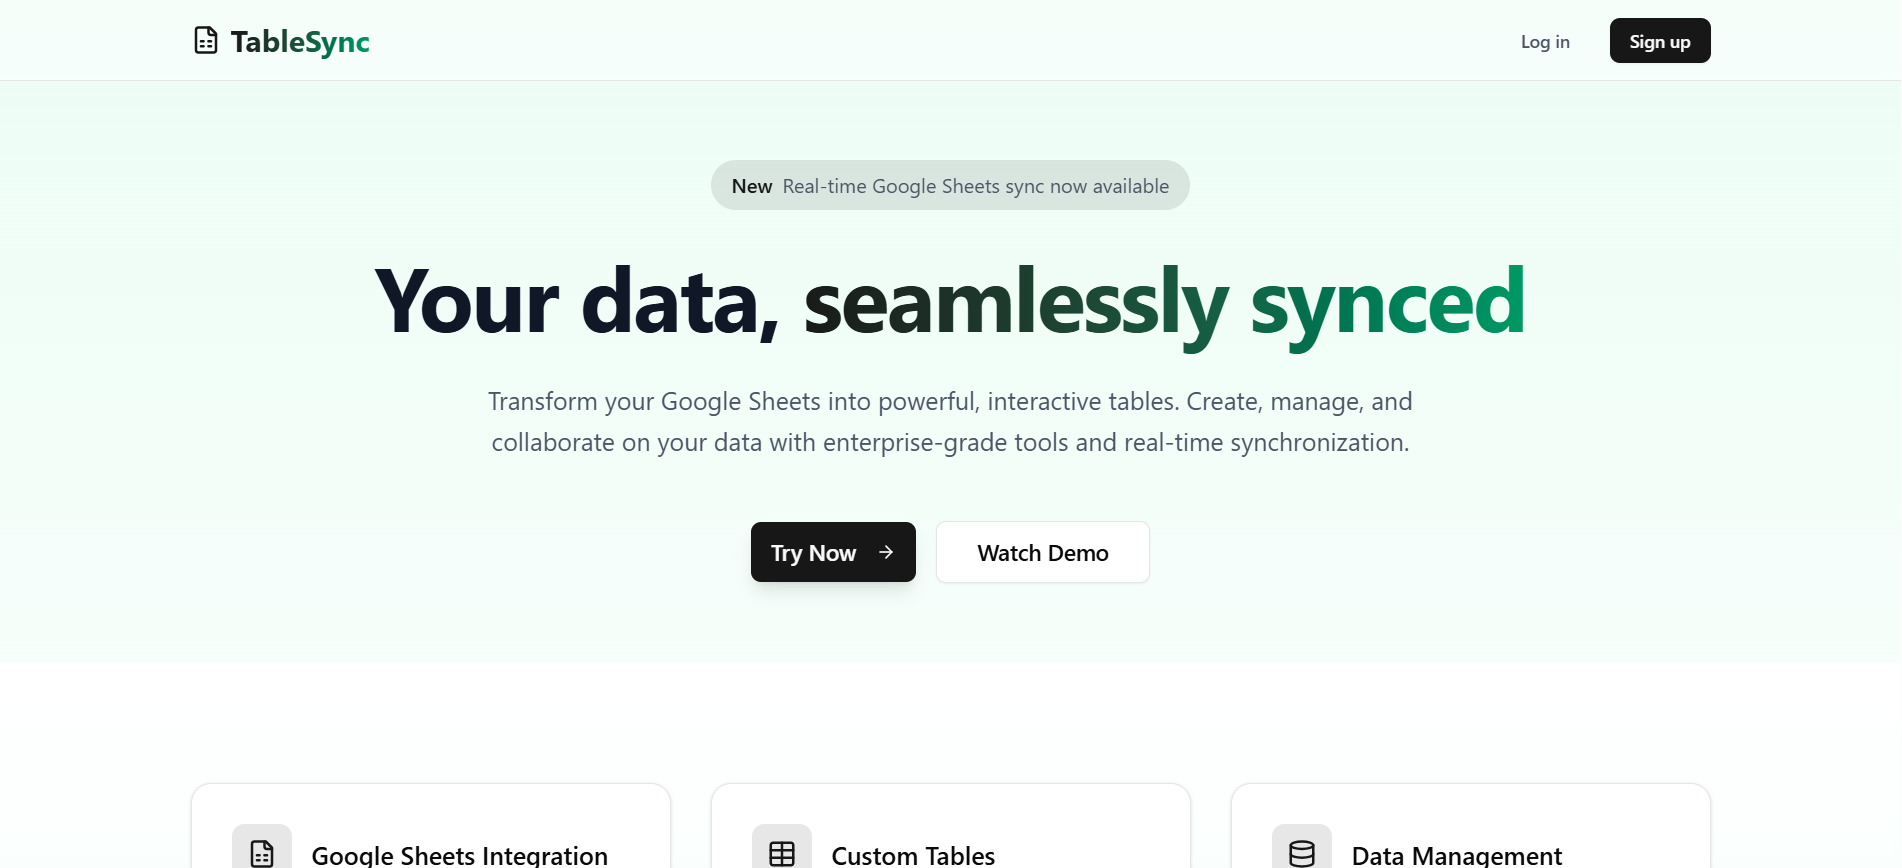 TableSync
Log in
Sign up
New Real-time Google Sheets sync now available
Your data, seamlessly synced
Transform your Google Sheets into powerful, interactive tables. Create, manage, and
collaborate on your data with enterprise-grade tools and real-time synchronization.
Try Now
Watch Demo
Google Sheets Integration
Custom Tables
Data Management